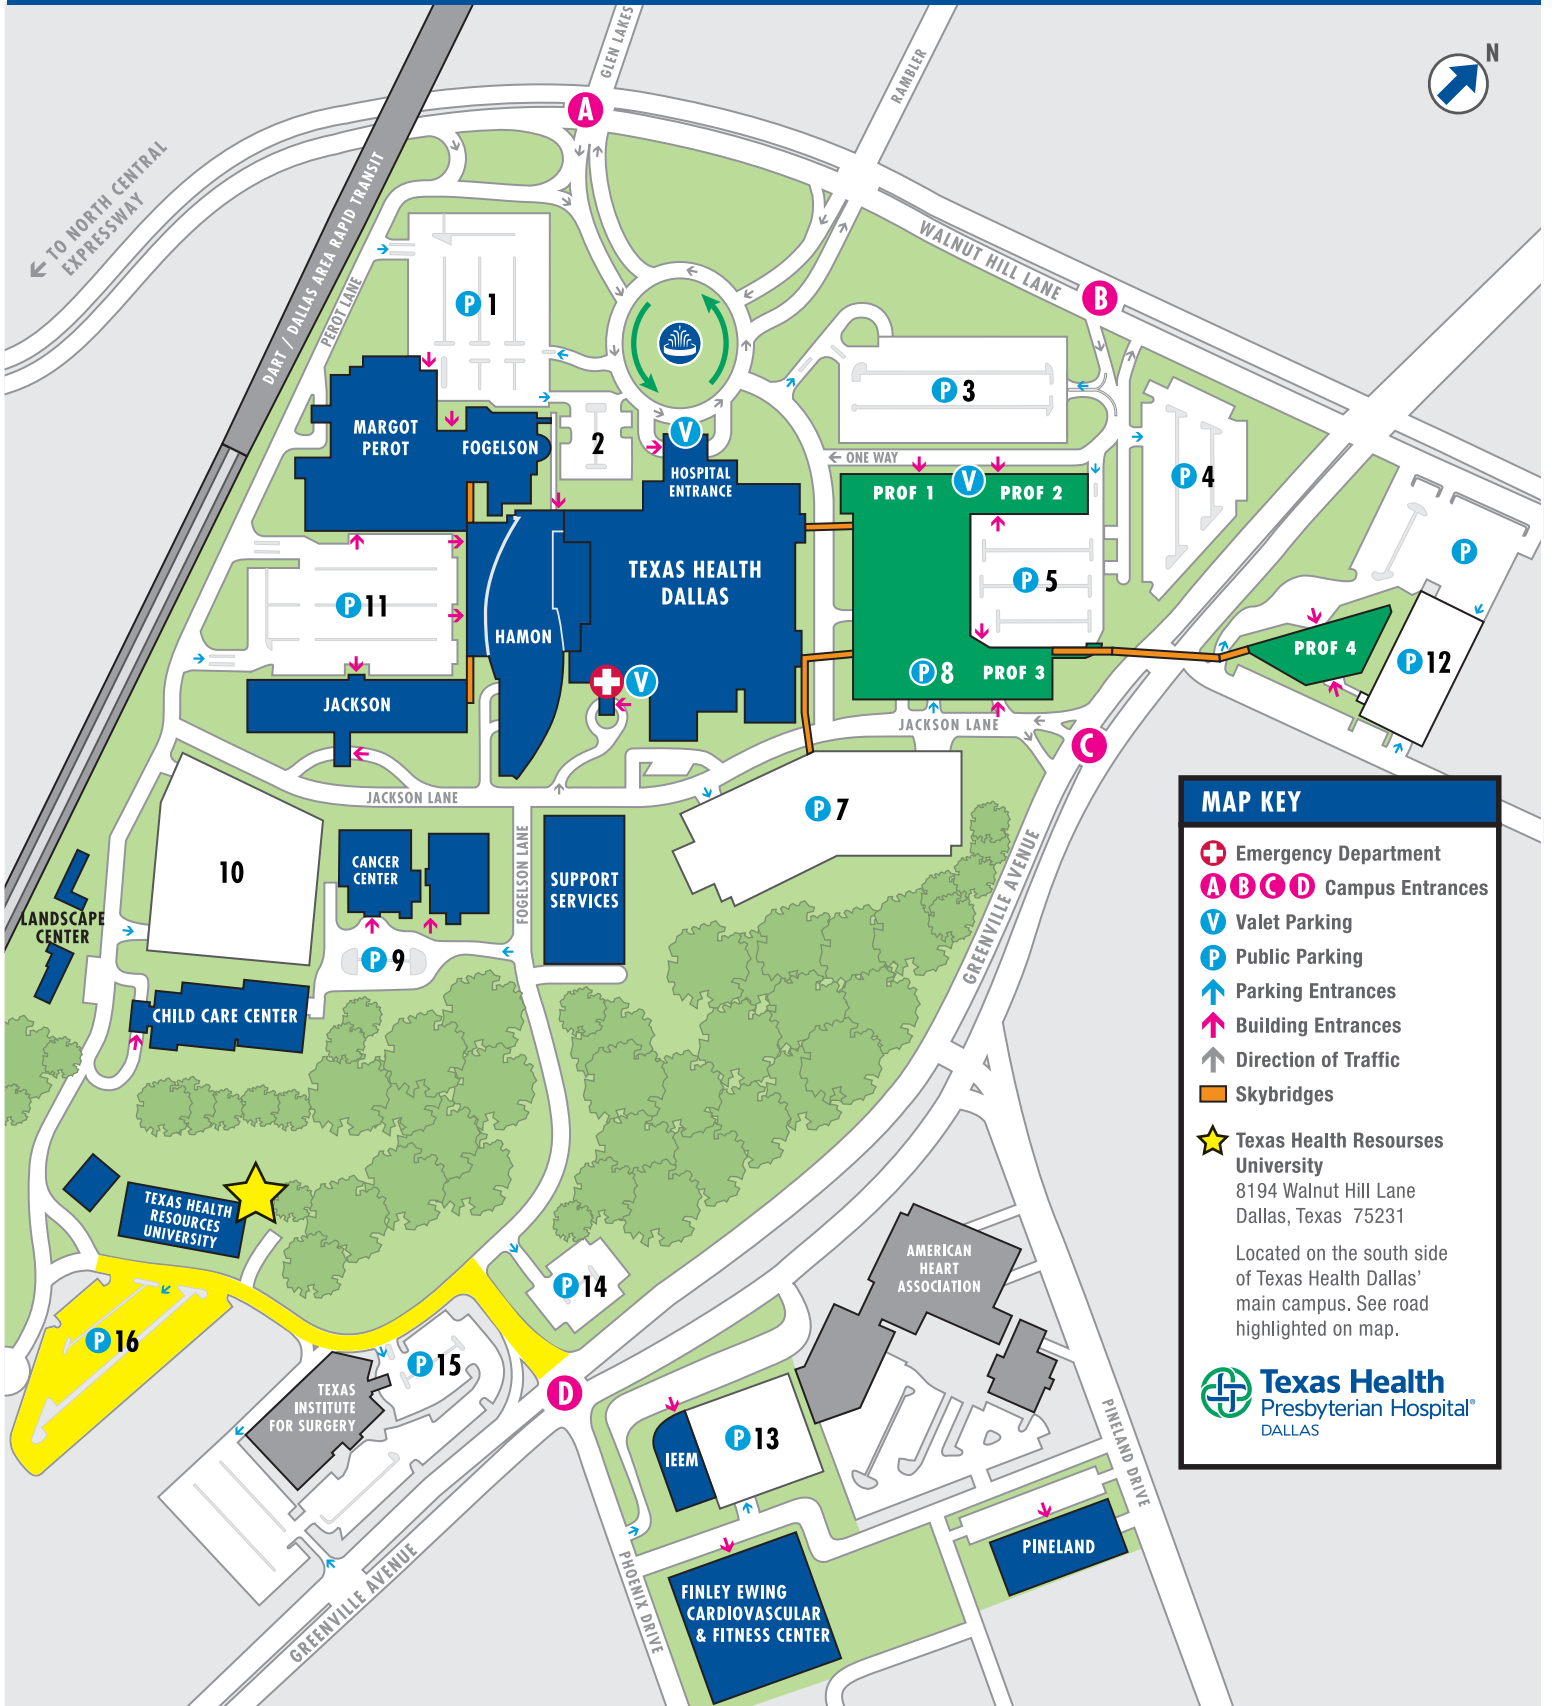 N
GLEN LAKES
RAMBLER
A
← TO NORTH CENTRAL
EXPRESSWAY
DART / DALLAS AREA RAPID TRANSIT
PEROT LANE
WALNUT HILL LANE
B
P 1
P 3
MARGOT
PEROT
FOGELSON
2
V
HOSPITAL
ENTRANCE
← ONE WAY
P 4
PROF 1
V
PROF 2
P
TEXAS HEALTH
DALLAS
P 5
P 11
HAMON
PROF 4
P 12
V
P 8
PROF 3
JACKSON
JACKSON LANE
C
JACKSON LANE
P 7
10
CANCER
CENTER
FOGELSON LANE
SUPPORT
SERVICES
GREENVILLE AVENUE
LANDSCAPE
CENTER
P 9
CHILD CARE CENTER
TEXAS HEALTH
RESOURCES
UNIVERSITY
P 14
AMERICAN
HEART
ASSOCIATION
P 16
P 15
D
TEXAS
INSTITUTE
FOR SURGERY
P 13
IEEM
PINELAND DRIVE
PINELAND
PHOENIX DRIVE
GREENVILLE AVENUE
FINLEY EWING
CARDIOVASCULAR
& FITNESS CENTER
MAP KEY
Emergency Department
A B C D Campus Entrances
V Valet Parking
P Public Parking
Parking Entrances
Building Entrances
Direction of Traffic
Skybridges
Texas Health Resourses
University
8194 Walnut Hill Lane
Dallas, Texas 75231
Located on the south side
of Texas Health Dallas'
main campus. See road
highlighted on map.
Texas Health
Presbyterian Hospital®
DALLAS